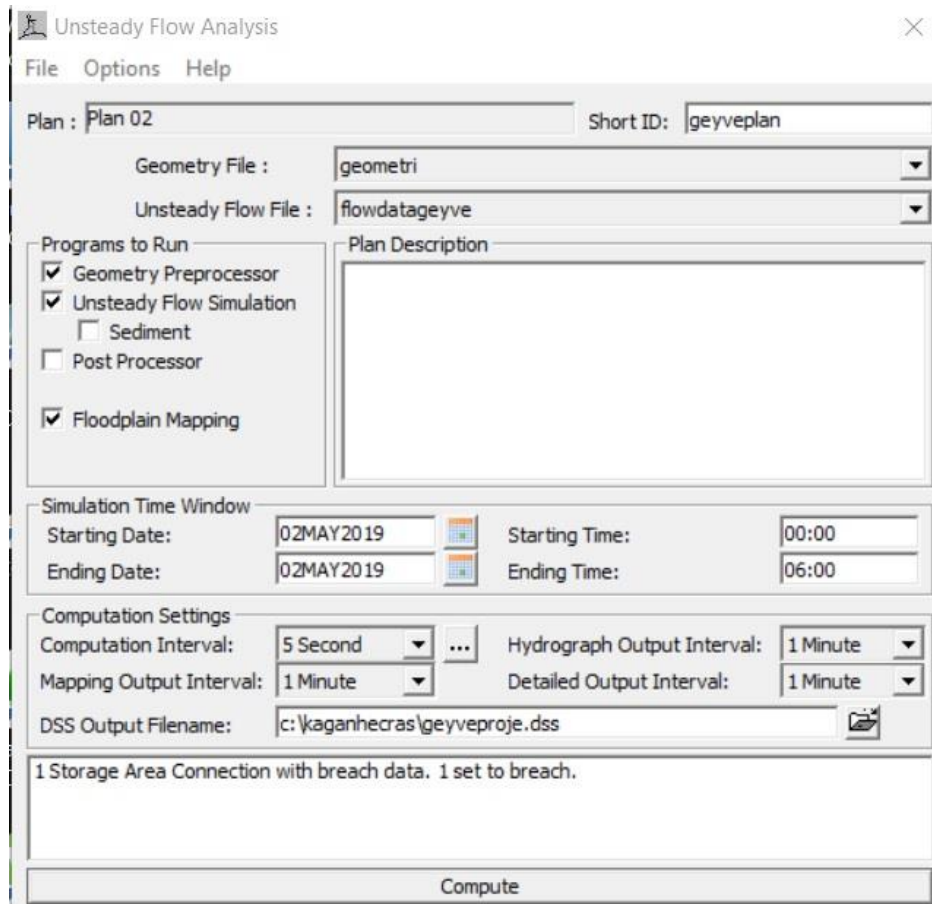 Unsteady Flow Analysis
File Options Help
Plan : Plan 02 Short ID: geyveplan
Geometry File : geometri
Unsteady Flow File : flowdatageyve
Programs to Run Plan Description
Geometry Preprocessor
Unsteady Flow Simulation
Sediment
Post Processor
Floodplain Mapping
Simulation Time Window
Starting Date: 02MAY2019 Starting Time: 00:00
Ending Date: 02MAY2019 Ending Time: 06:00
Computation Settings
Computation Interval: 5 Second ... Hydrograph Output Interval: 1 Minute
Mapping Output Interval: 1 Minute Detailed Output Interval: 1 Minute
DSS Output Filename: c:\kaganhecras\geyveproje.dss
1 Storage Area Connection with breach data. 1 set to breach.
Compute